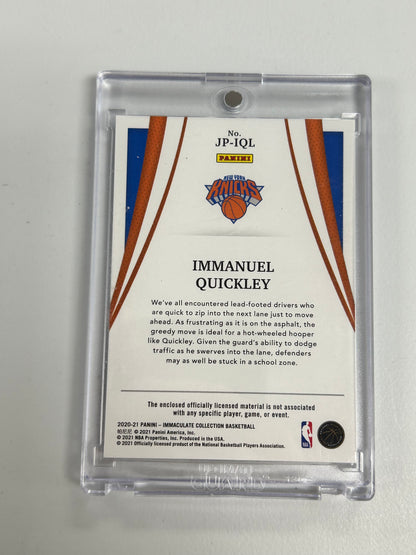 No.
JP-IQL
PANINI
NEW YORK
KNICKS
IMMANUEL
QUICKLEY
We've all encountered lead-footed drivers who
are quick to zip into the next lane just to move
ahead. As frustrating as it is on the asphalt, the
greedy move is ideal for a hot-wheeled hooper
like Quickley. Given the guard's ability to dodge
traffic as he swerves into the lane, defenders
may as well be stuck in a school zone.
The enclosed officially licensed material is not associated
with any specific player, game, or event.
2020-21 PANINI – IMMACULATE COLLECTION BASKETBALL
帕尼尼 © 2021 Panini America, Inc.
© 2021 NBA Properties, Inc. Produced in the USA.
© 2021 Officially licensed product of the National Basketball Players Association.
NBA